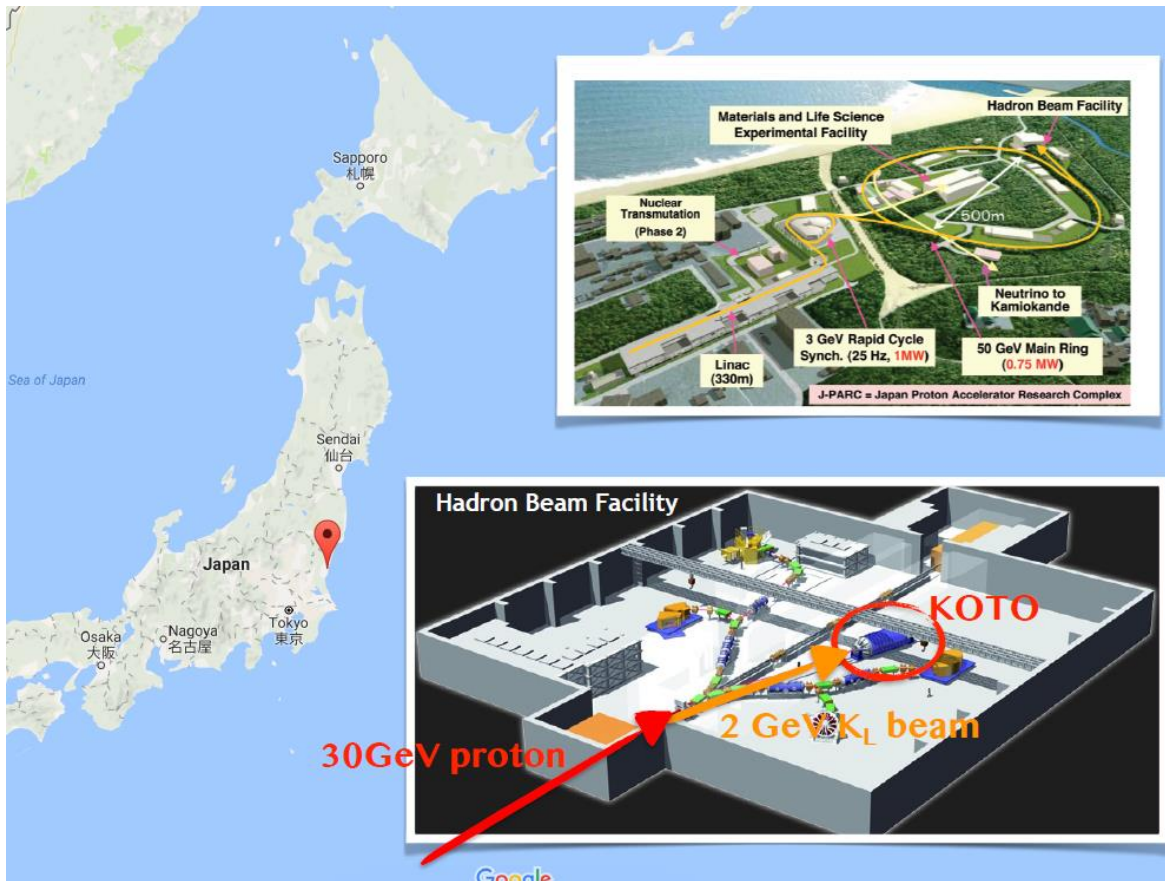 Sapporo
札幌
Sea of Japan
Sendai
仙台
Japan
Tokyo
東京
Nagoya
名古屋
Osaka
大阪
Google
Hadron Beam Facility
Materials and Life Science
Experimental Facility
Nuclear
Transmutation
(Phase 2)
500m
Neutrino to
Kamiokande
3 GeV Rapid Cycle
Synch. (25 Hz, 1MW)
50 GeV Main Ring
(0.75 MW)
Linac
(330m)
J-PARC = Japan Proton Accelerator Research Complex
Hadron Beam Facility
KOTO
2 GeV K_L beam
30GeV proton